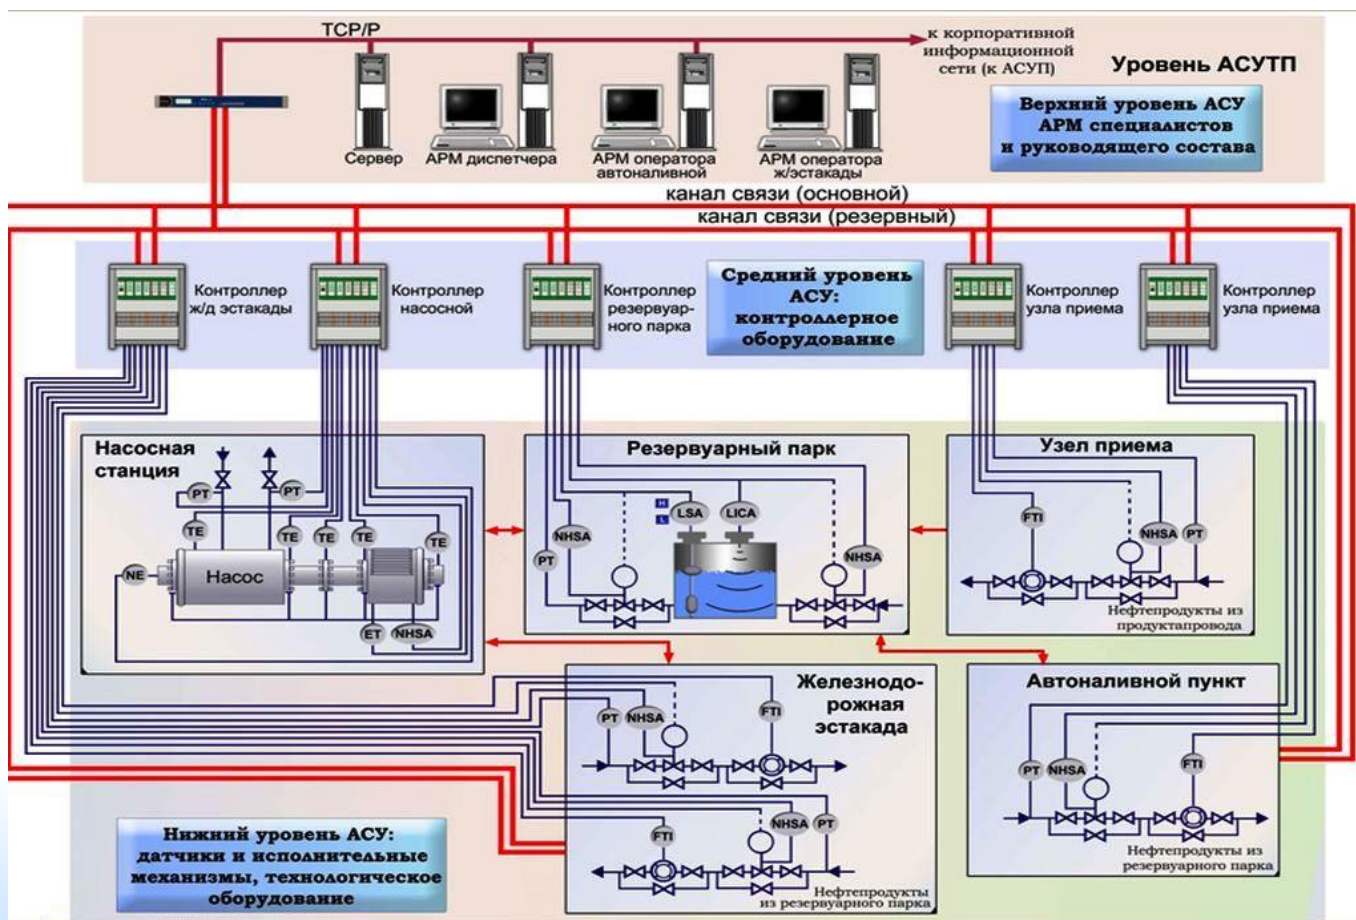 TCP/P
к корпоративной
информационной
сети (к АСУП)
Уровень АСУТП
Верхний уровень АСУ
АРМ специалистов
и руководящего состава
Сервер
АРМ диспетчера
АРМ оператора
автоналивной
АРМ оператора
ж/эстакады
канал связи (основной)
канал связи (резервный)
Контроллер
ж/д эстакады
Контроллер
насосной
Контроллер
резервуар-
ного парка
Средний уровень
АСУ:
контроллерное
оборудование
Контроллер
узла приема
Контроллер
узла приема
Насосная
станция
PT
PT
TE
TE
TE
TE
TE
NE
Насос
ET
NHSA
Резервуарный парк
H
L
LSA
LICA
NHSA
PT
NHSA
Узел приема
FTI
NHSA
PT
Нефтепродукты из
продуктапровода
Железнодо-
рожная
эстакада
PT
NHSA
FTI
FTI
NHSA
PT
Нефтепродукты
из резервуарного парка
Автоналивной пункт
PT
NHSA
FTI
Нефтепродукты из
резервуарного парка
Нижний уровень АСУ:
датчики и исполнительные
механизмы, технологическое
оборудование